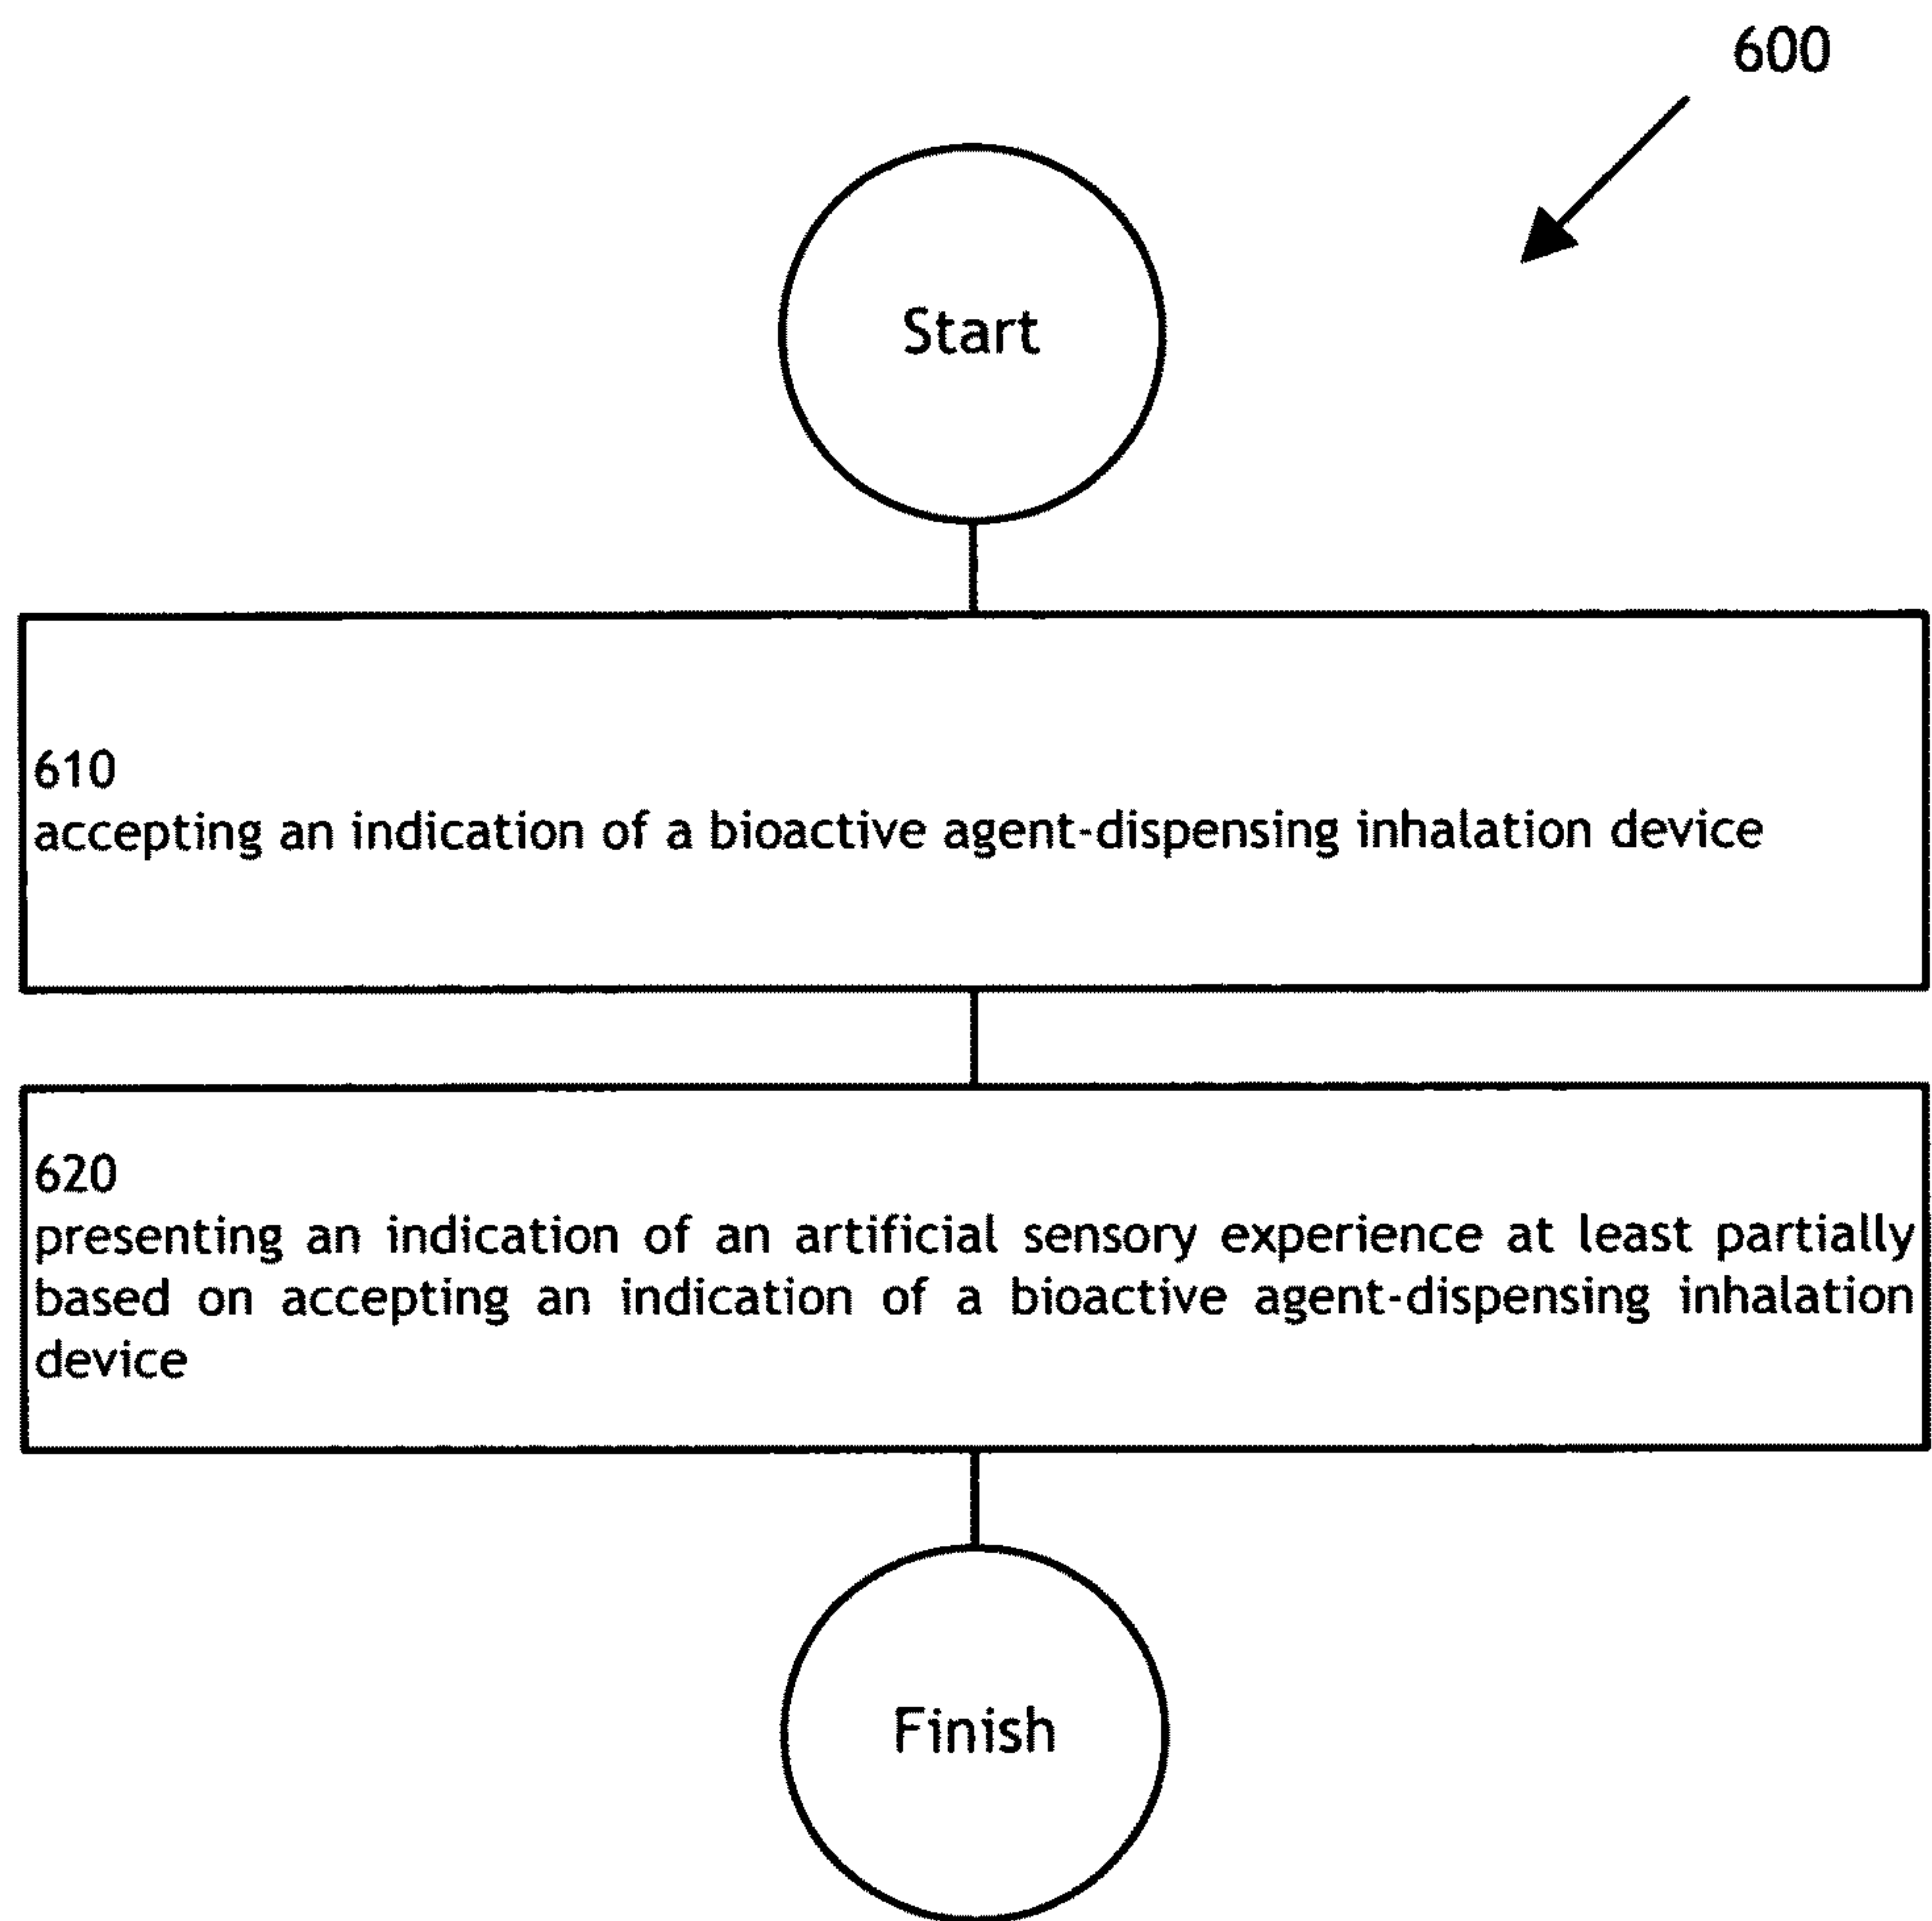 600
Start
610
accepting an indication of a bioactive agent-dispensing inhalation device
620
presenting an indication of an artificial sensory experience at least partially
based on accepting an indication of a bioactive agent-dispensing inhalation
device
Finish